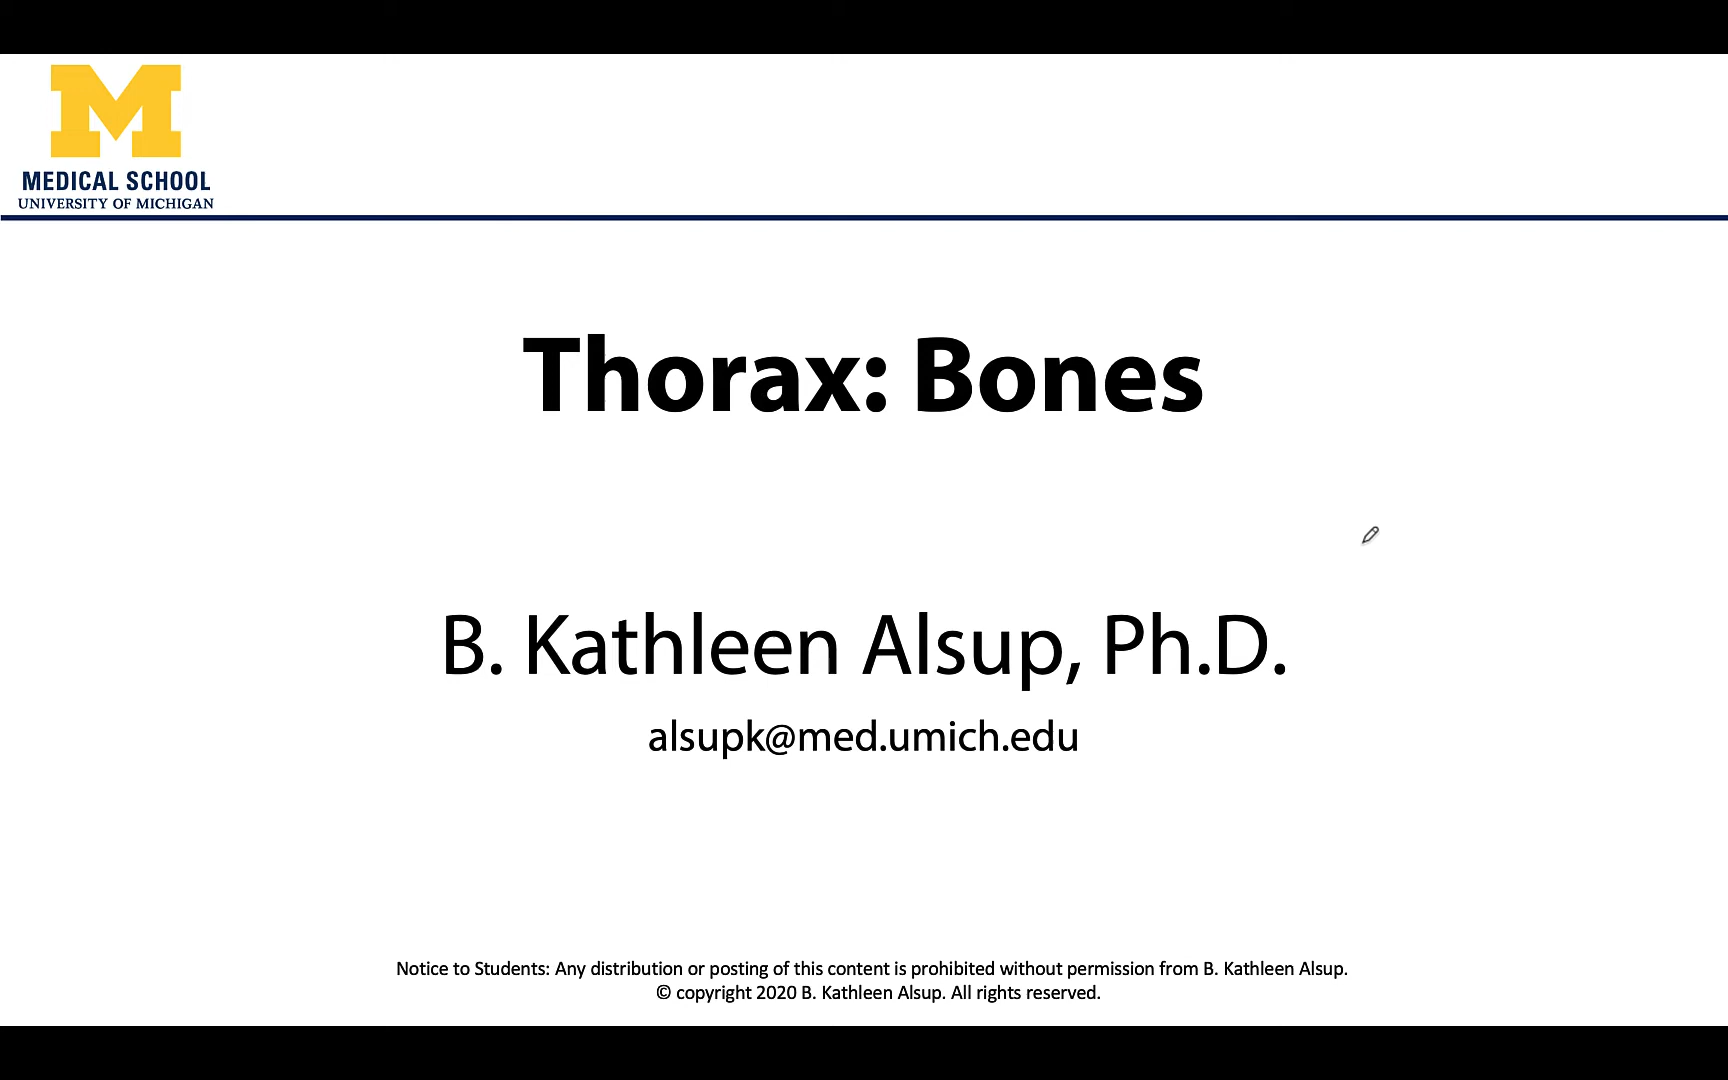 M
MEDICAL SCHOOL
UNIVERSITY OF MICHIGAN
Thorax: Bones
B. Kathleen Alsup, Ph.D.
alsupk@med.umich.edu
Notice to Students: Any distribution or posting of this content is prohibited without permission from B. Kathleen Alsup.
© copyright 2020 B. Kathleen Alsup. All rights reserved.